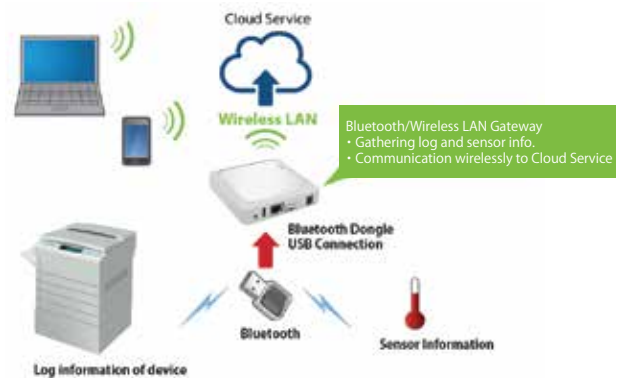 Cloud Service
Wireless LAN
Bluetooth/Wireless LAN Gateway
・Gathering log and sensor info.
・Communication wirelessly to Cloud Service
Bluetooth Dongle
USB Connection
Bluetooth
Sensor Information
Log information of device